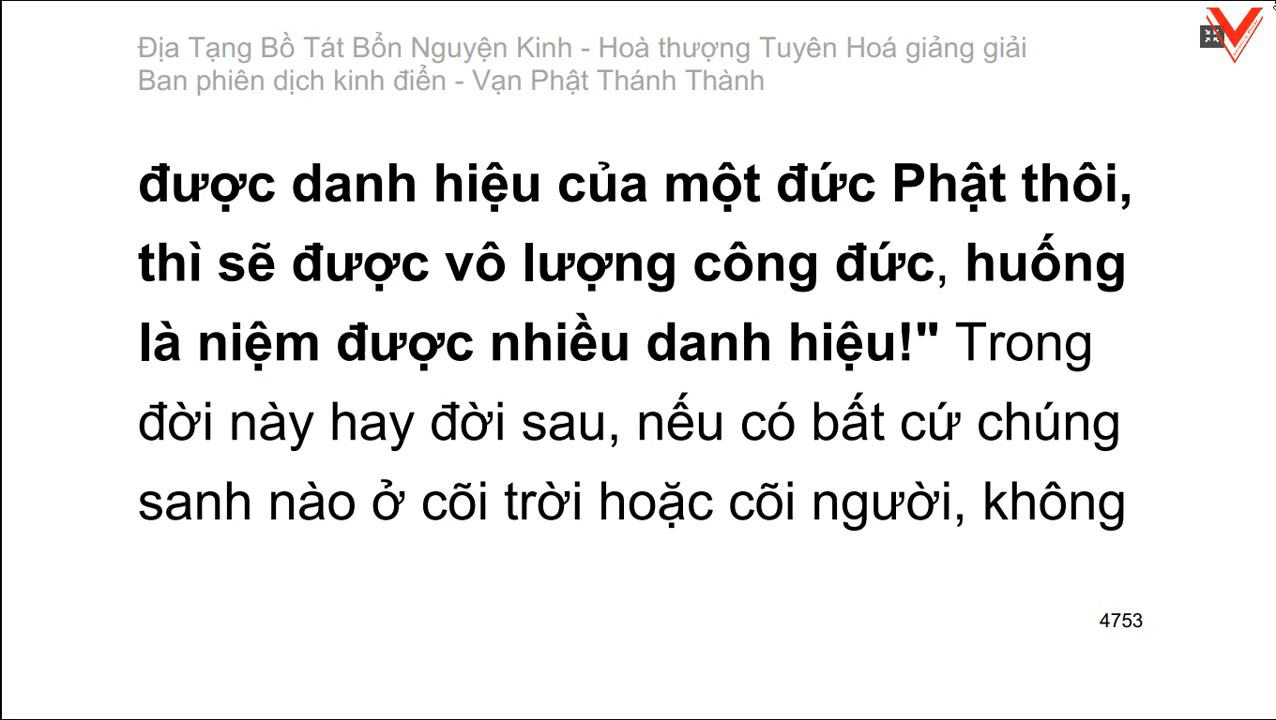 Địa Tạng Bồ Tát Bổn Nguyện Kinh - Hoà thượng Tuyên Hoá giảng giải
Ban phiên dịch kinh điển - Vạn Phật Thánh Thành
được danh hiệu của một đức Phật thôi,
thì sẽ được vô lượng công đức, huống
là niệm được nhiều danh hiệu!" Trong
đời này hay đời sau, nếu có bất cứ chúng
sanh nào ở cõi trời hoặc cõi người, không
4753